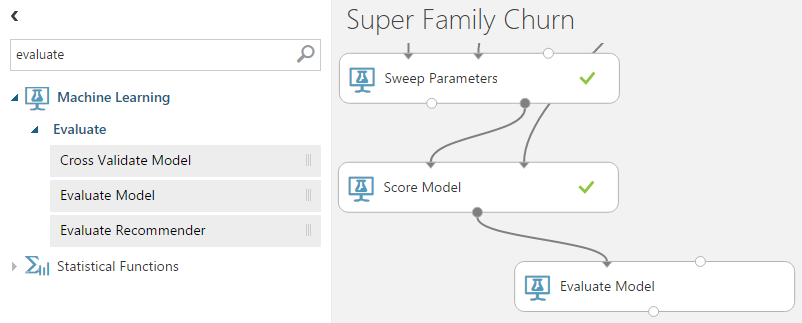 evaluate
Machine Learning
Evaluate
Cross Validate Model
Evaluate Model
Evaluate Recommender
Statistical Functions
Super Family Churn
Sweep Parameters
Score Model
Evaluate Model